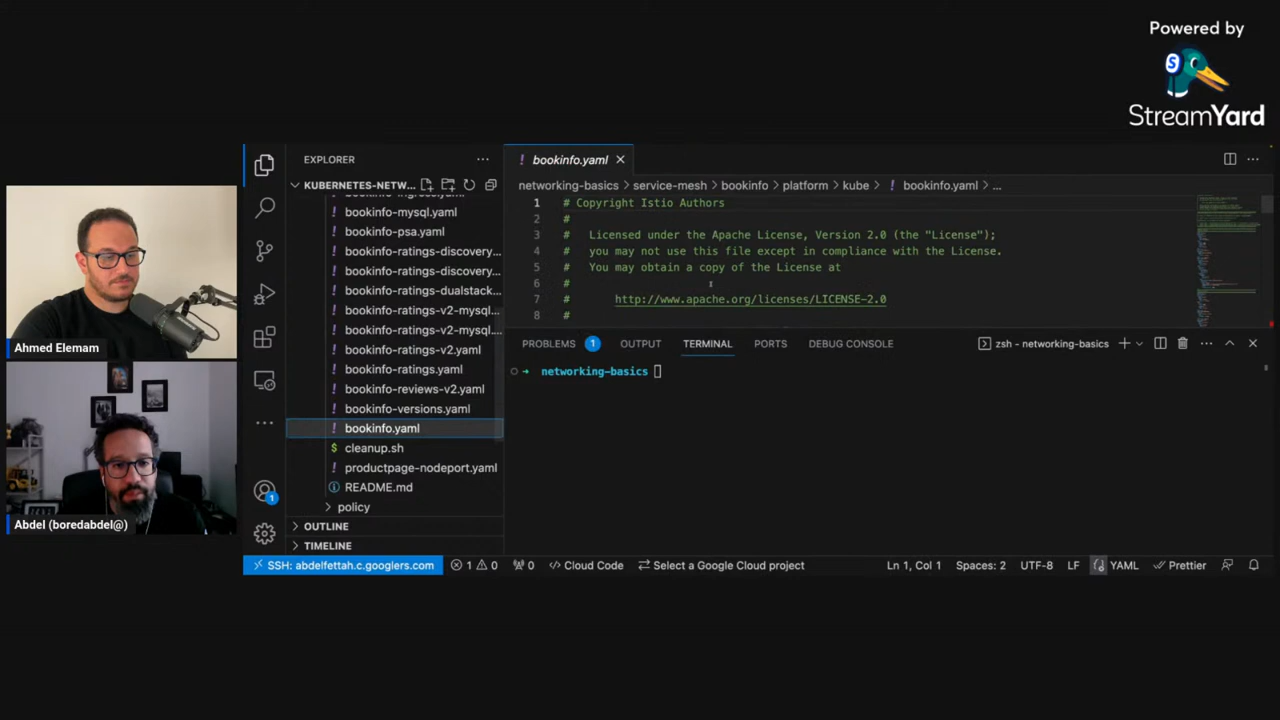 Powered by
StreamYard
Ahmed Elemam
Abdel (boredabdel@)
EXPLORER
KUBERNETES-NETW...
bookinfo-mysql.yaml
bookinfo-psa.yaml
bookinfo-ratings-discovery...
bookinfo-ratings-discovery...
bookinfo-ratings-dualstack...
bookinfo-ratings-v2-mysql...
bookinfo-ratings-v2-mysql...
bookinfo-ratings-v2.yaml
bookinfo-ratings.yaml
bookinfo-reviews-v2.yaml
bookinfo-versions.yaml
bookinfo.yaml
$ cleanup.sh
productpage-nodeport.yaml
README.md
policy
OUTLINE
TIMELINE
bookinfo.yaml
networking-basics > service-mesh > bookinfo > platform > kube > ! bookinfo.yaml > ...
1 # Copyright Istio Authors
2 #
3 # Licensed under the Apache License, Version 2.0 (the "License");
4 # you may not use this file except in compliance with the License.
5 # You may obtain a copy of the License at
6 #
7 # http://www.apache.org/licenses/LICENSE-2.0
8 #
PROBLEMS 1 OUTPUT TERMINAL PORTS DEBUG CONSOLE zsh - networking-basics
→ networking-basics
1
SSH: abdelfettah.c.googlers.com 1 0 0 Cloud Code Select a Google Cloud project Ln 1, Col 1 Spaces: 2 UTF-8 LF YAML Prettier